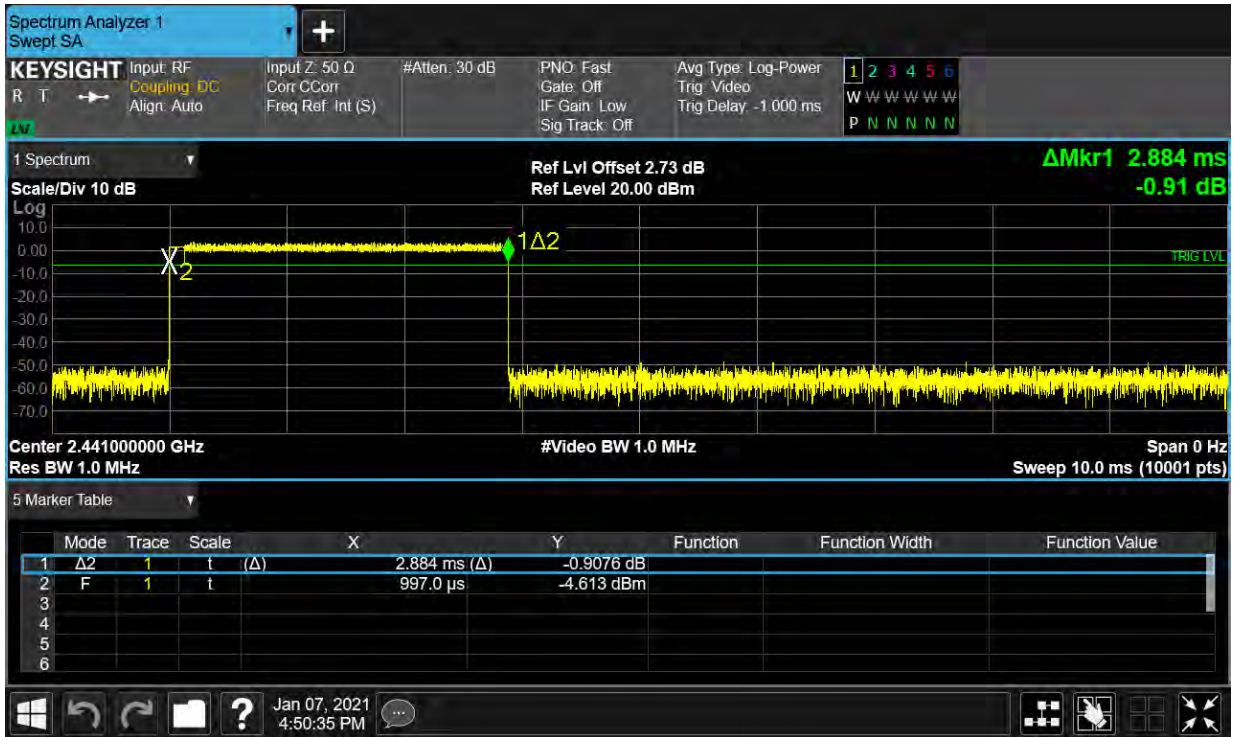 Spectrum Analyzer 1
Swept SA
+
KEYSIGHT Input: RF Input Z: 50 Ω #Atten: 30 dB PNO: Fast Avg Type: Log-Power 1 2 3 4 5 6
R T Coupling: DC Corr CCorr Gate: Off Trig: Video W W W W W W
Align: Auto Freq Ref: Int (S) IF Gain: Low Trig Delay: -1.000 ms P N N N N N
Sig Track: Off
1 Spectrum
Scale/Div 10 dB
Ref Lvl Offset 2.73 dB
Ref Level 20.00 dBm
ΔMkr1 2.884 ms
-0.91 dB
Log
10.0
0.00
-10.0
-20.0
-30.0
-40.0
-50.0
-60.0
-70.0
1Δ2
X2
TRIG LVL
Center 2.441000000 GHz #Video BW 1.0 MHz Span 0 Hz
Res BW 1.0 MHz Sweep 10.0 ms (10001 pts)
5 Marker Table
Mode Trace Scale X Y Function Function Width Function Value
1 Δ2 1 t (Δ) 2.884 ms (Δ) -0.9076 dB
2 F 1 t 997.0 µs -4.613 dBm
3
4
5
6
? Jan 07, 2021
4:50:35 PM